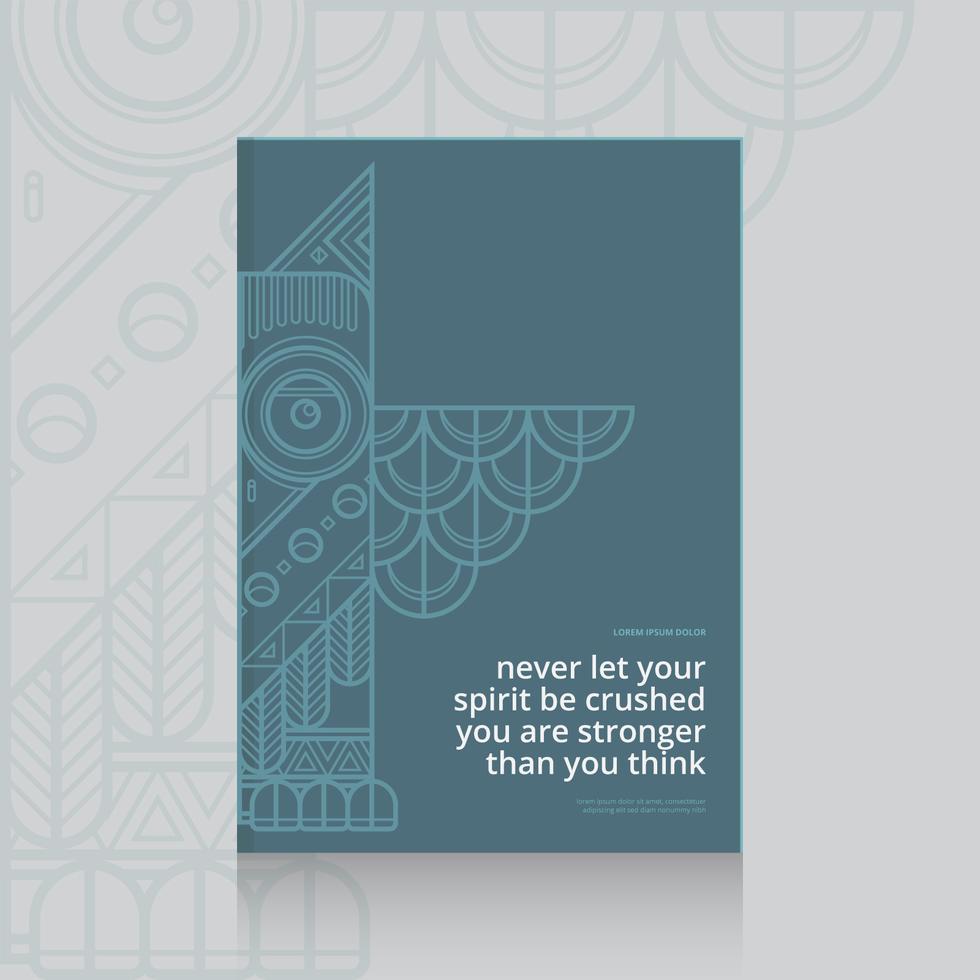 LOREM IPSUM DOLOR
never let your
spirit be crushed
you are stronger
than you think
lorem ipsum dolor sit amet, consectetuer
adipiscing elit sed diam nonummy nibh